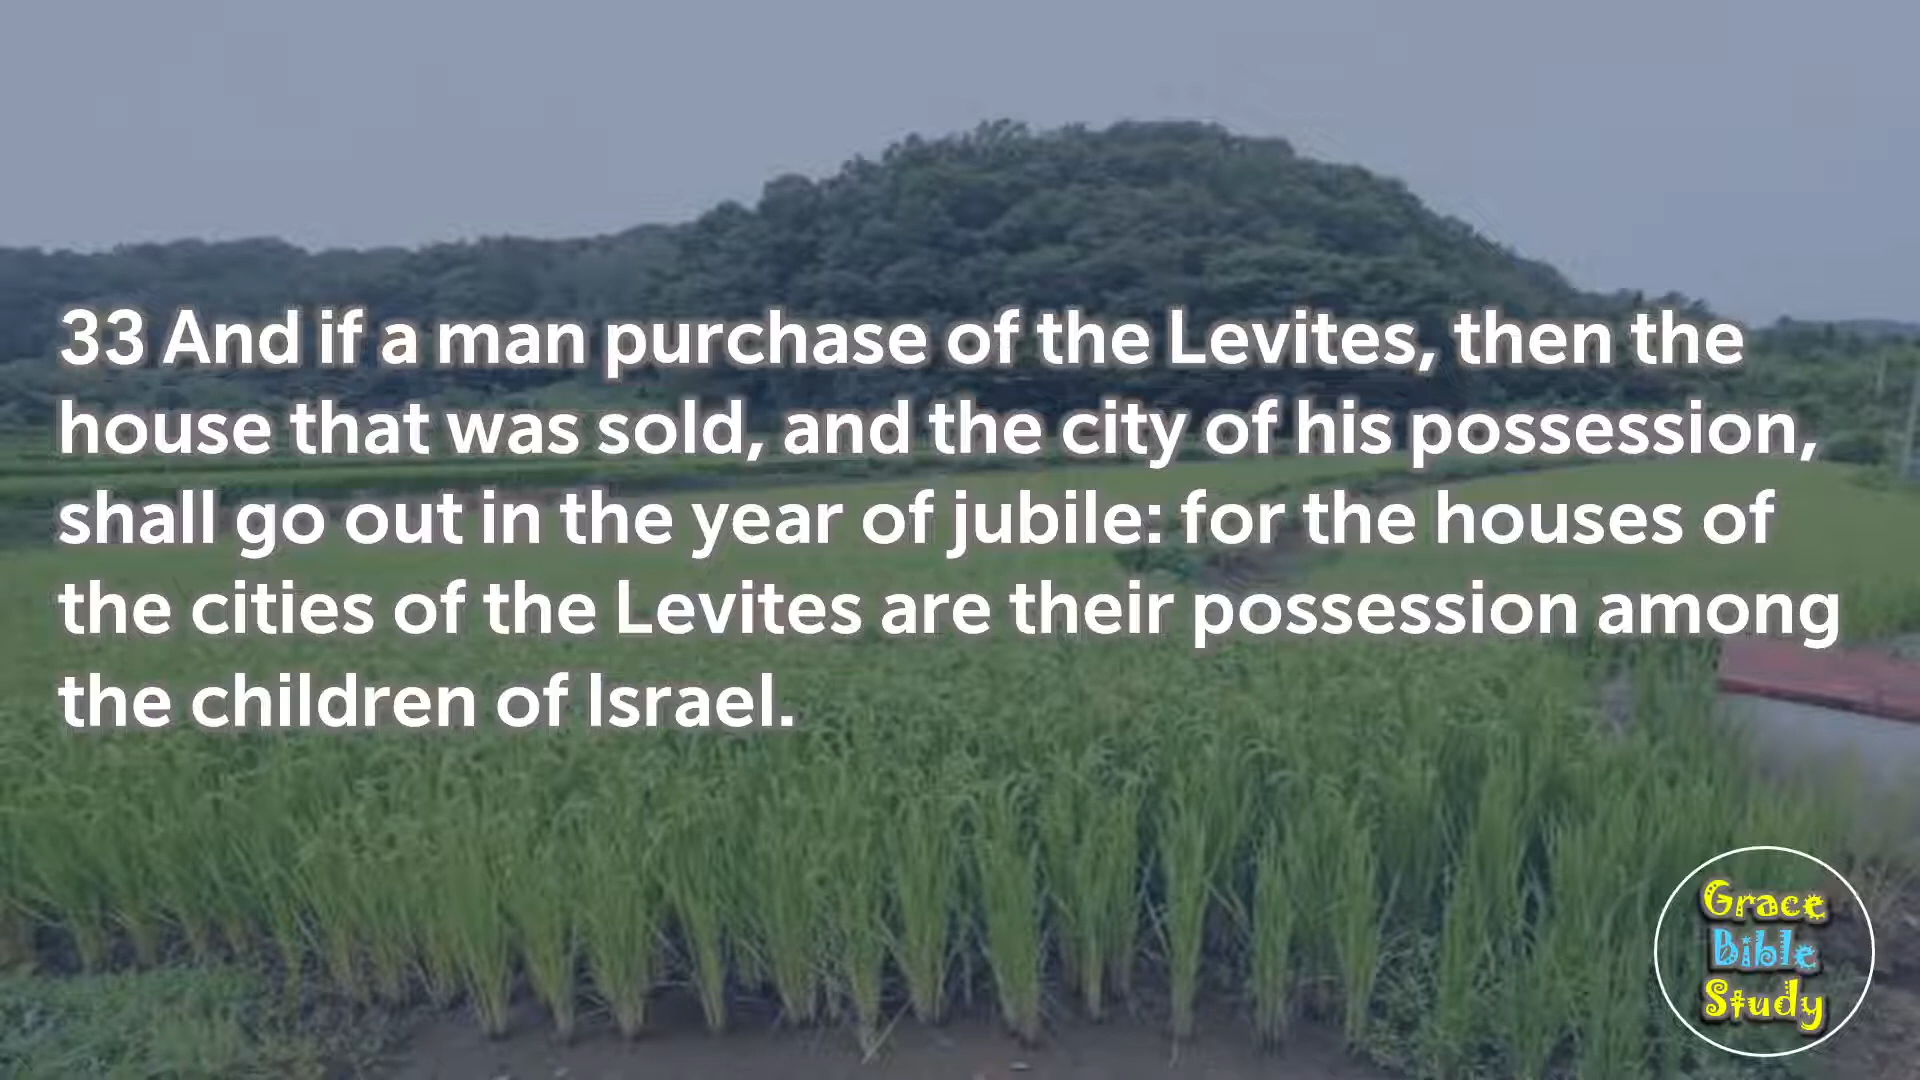 33 And if a man purchase of the Levites, then the
house that was sold, and the city of his possession,
shall go out in the year of jubile: for the houses of
the cities of the Levites are their possession among
the children of Israel.
Grace
Bible
Study